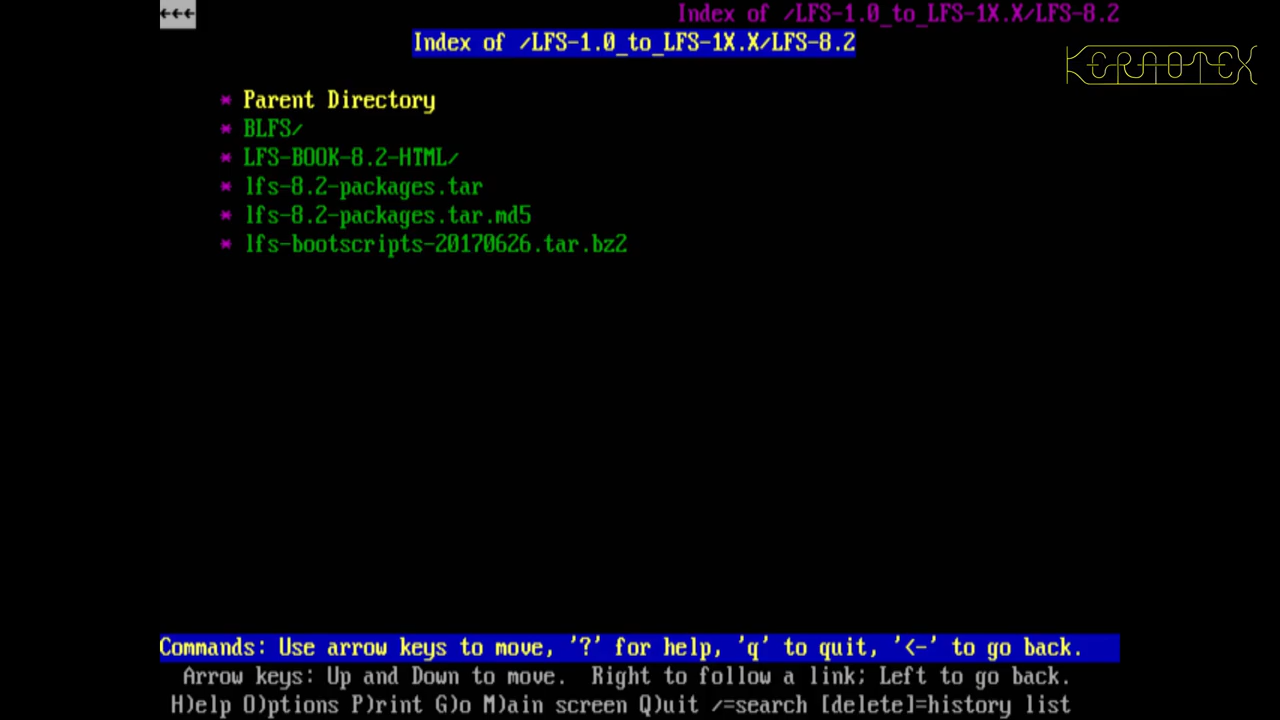 ←←←
Index of /LFS-1.0_to_LFS-1X.X/LFS-8.2
Index of /LFS-1.0_to_LFS-1X.X/LFS-8.2
KERNOTEX
* Parent Directory
* BLFS/
* LFS-BOOK-8.2-HTML/
* lfs-8.2-packages.tar
* lfs-8.2-packages.tar.md5
* lfs-bootscripts-20170626.tar.bz2
Commands: Use arrow keys to move, '?' for help, 'q' to quit, '<-' to go back.
Arrow keys: Up and Down to move. Right to follow a link; Left to go back.
H)elp O)ptions P)rint G)o M)ain screen Q)uit /=search [delete]=history list